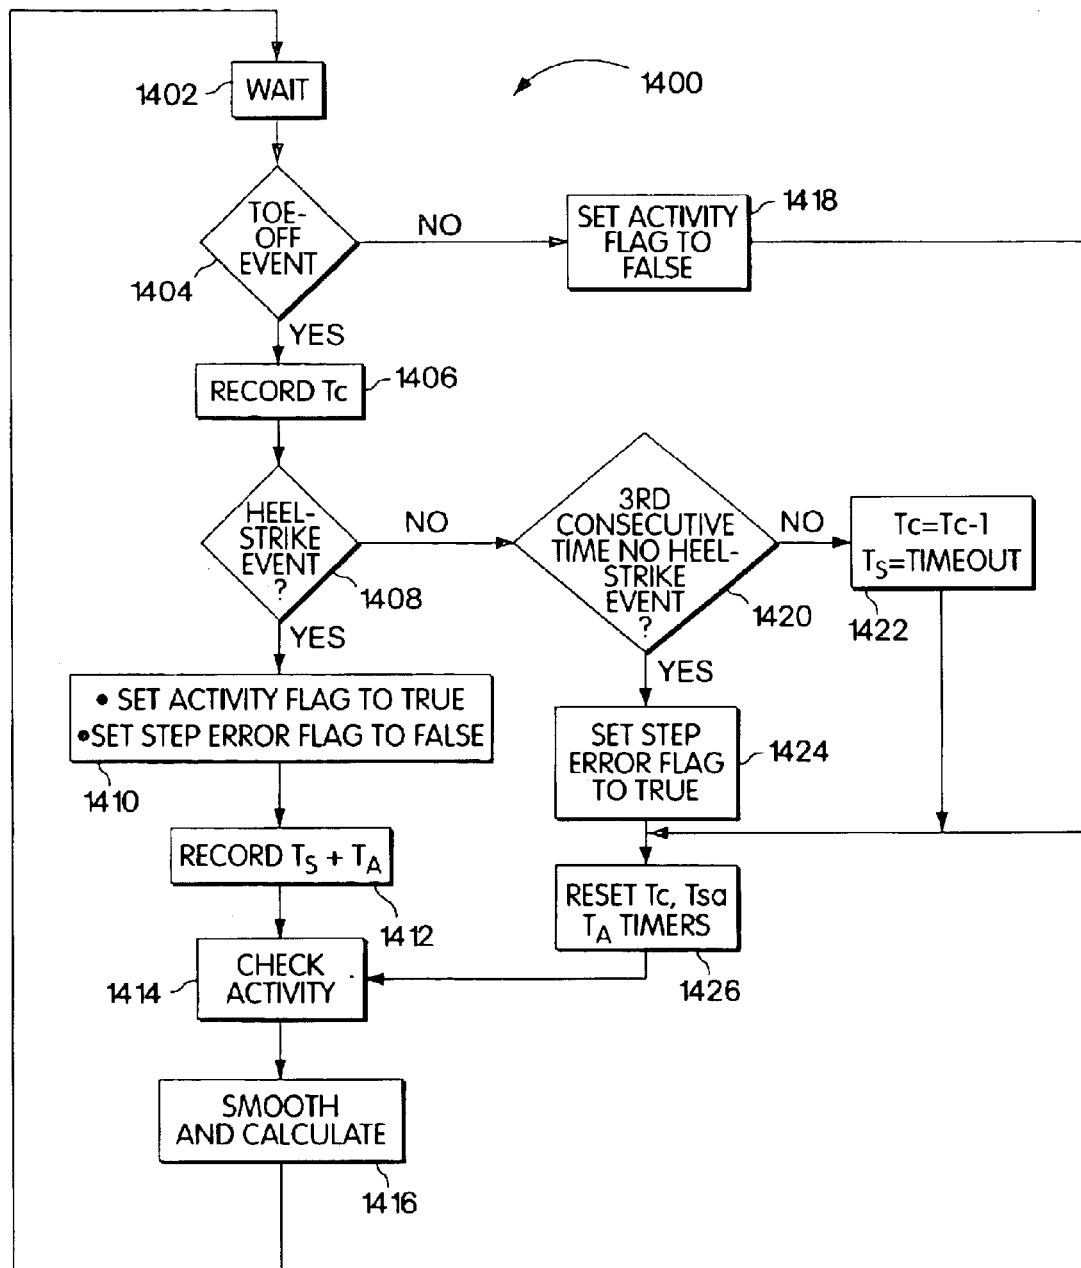 1400
1402
WAIT
TOE-
OFF
EVENT
1404
NO
SET ACTIVITY
FLAG TO
FALSE
1418
YES
RECORD Tc
1406
HEEL-
STRIKE
EVENT
?
1408
NO
3RD
CONSECUTIVE
TIME NO HEEL-
STRIKE
EVENT
?
1420
NO
Tc=Tc-1
TS=TIMEOUT
1422
YES
• SET ACTIVITY FLAG TO TRUE
•SET STEP ERROR FLAG TO FALSE
1410
YES
SET STEP
ERROR FLAG
TO TRUE
1424
RECORD TS + TA
1412
RESET Tc, Tsa
TA TIMERS
1426
CHECK
ACTIVITY
1414
SMOOTH
AND CALCULATE
1416